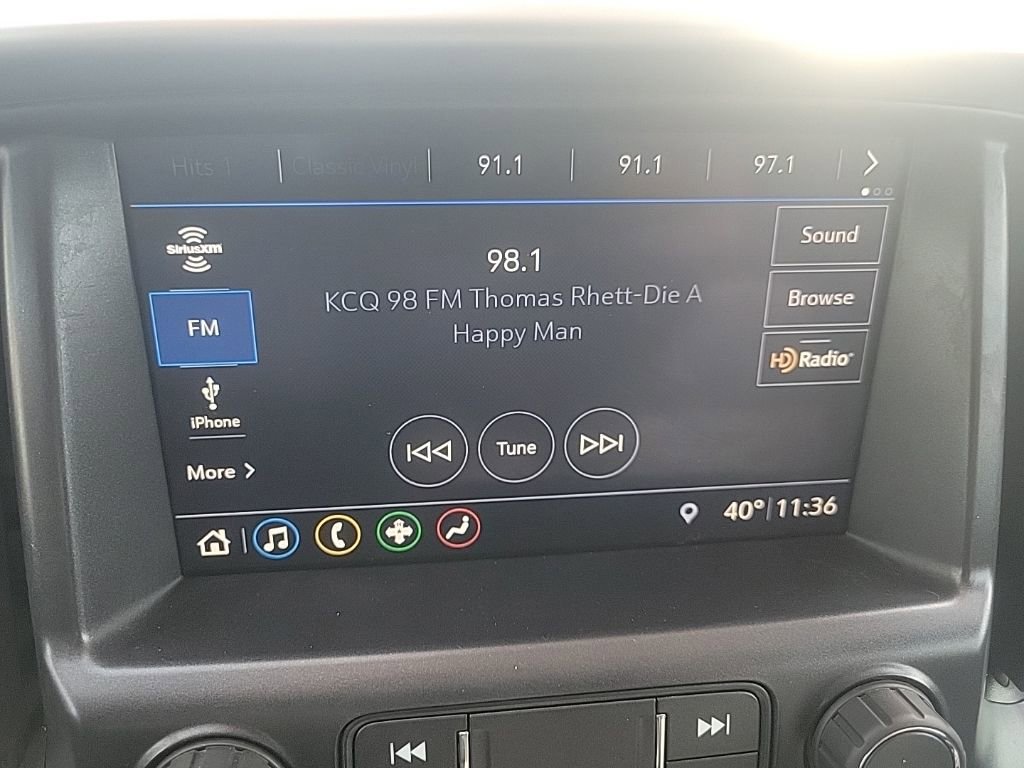 Hits 1 Classic Vinyl 91.1 91.1 97.1
SiriusXM
Sound
98.1
KCQ 98 FM Thomas Rhett-Die A
Happy Man
FM
Browse
HD Radio
iPhone
More
Tune
40° 11:36